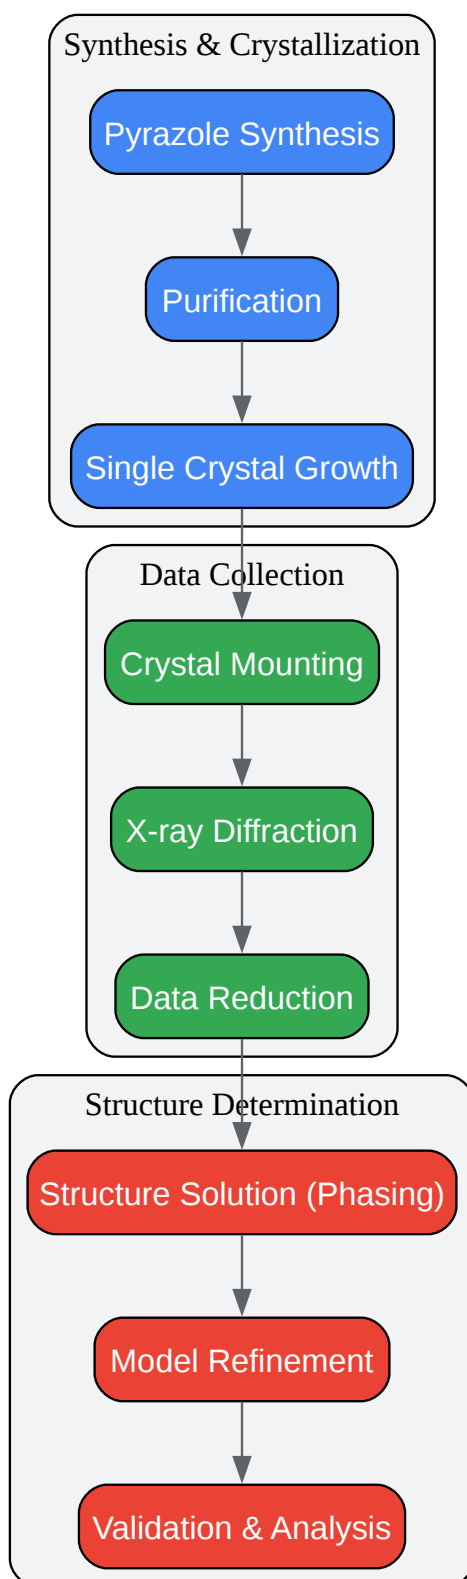 Synthesis & Crystallization
Pyrazole Synthesis
Purification
Single Crystal Growth
Data Collection
Crystal Mounting
X-ray Diffraction
Data Reduction
Structure Determination
Structure Solution (Phasing)
Model Refinement
Validation & Analysis